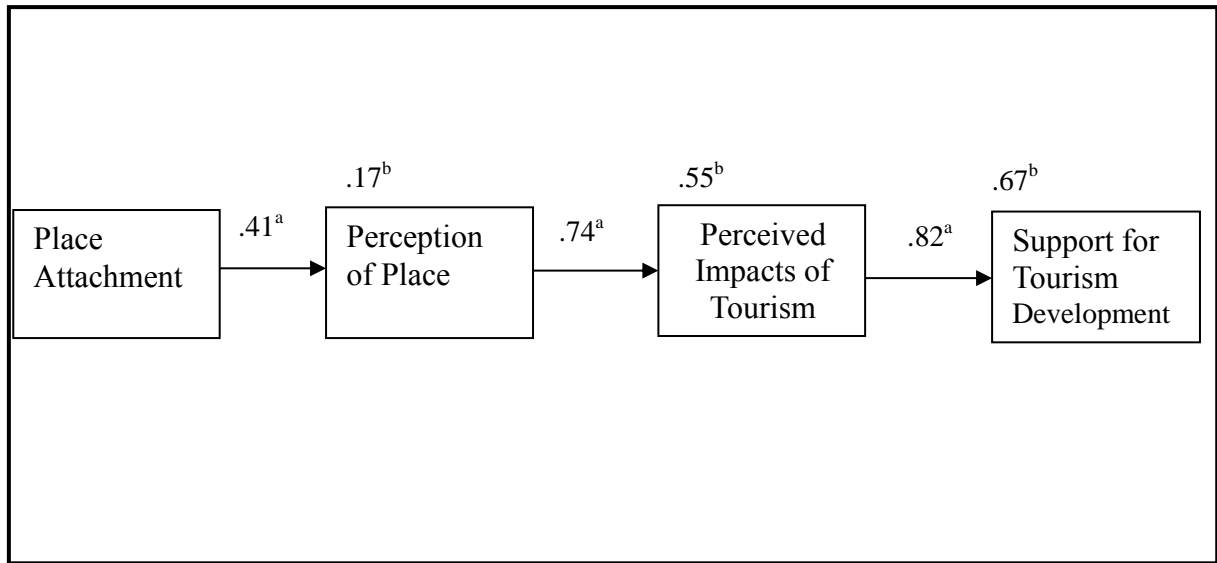 .17ᵇ
.55ᵇ
.67ᵇ
Place
Attachment
.41ᵃ
Perception
of Place
.74ᵃ
Perceived
Impacts of
Tourism
.82ᵃ
Support for
Tourism
Development